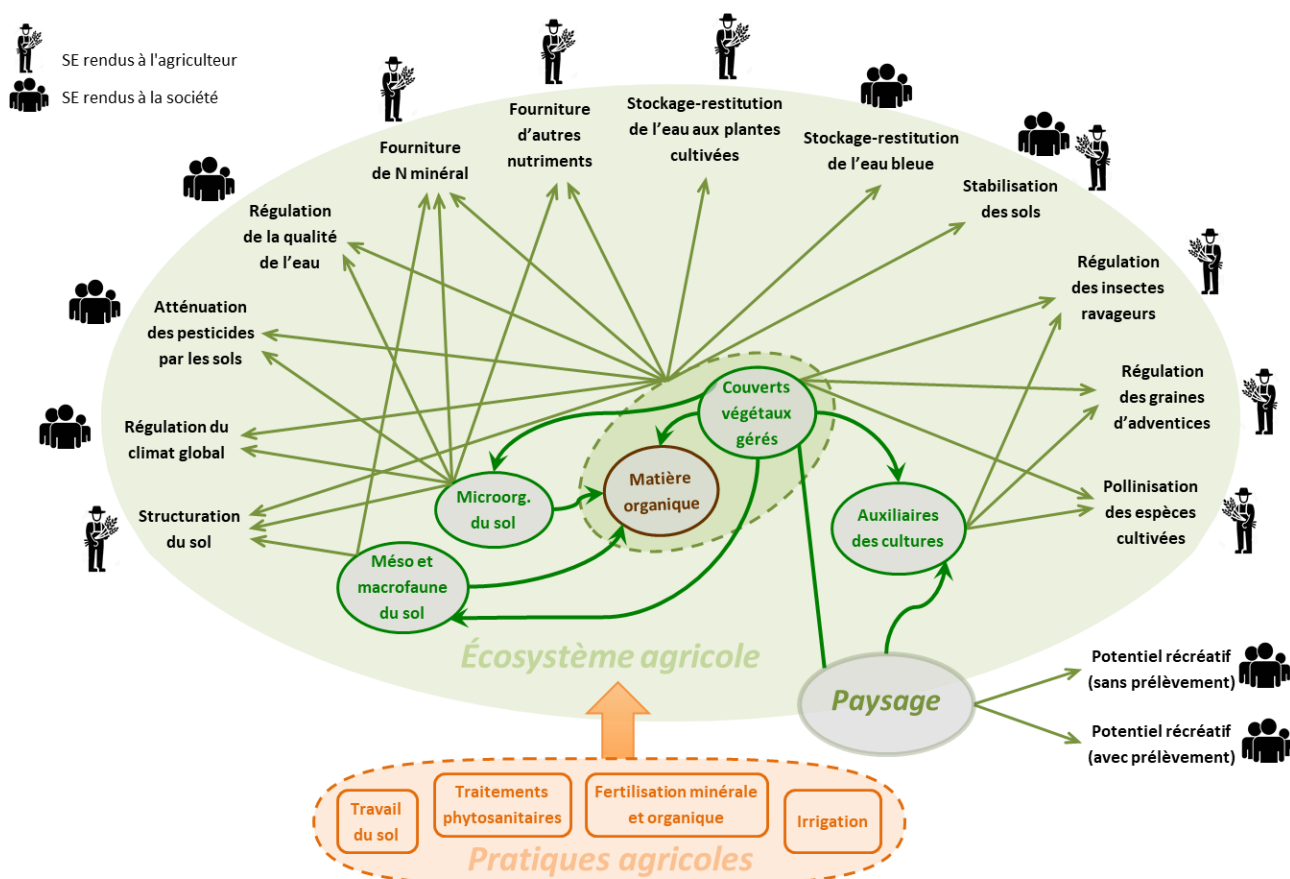 SE rendus à l'agriculteur
SE rendus à la société
Fourniture
de N minéral
Fourniture
d’autres
nutriments
Stockage-restitution
de l’eau aux plantes
cultivées
Stockage-restitution
de l’eau bleue
Stabilisation
des sols
Régulation
de la qualité
de l’eau
Régulation
des insectes
ravageurs
Atténuation
des pesticides
par les sols
Régulation
des graines
d’adventices
Régulation du
climat global
Pollinisation
des espèces
cultivées
Structuration
du sol
Couverts
végétaux
gérés
Matière
organique
Microorg.
du sol
Auxiliaires
des cultures
Méso et
macrofaune
du sol
Écosystème agricole
Paysage
Potentiel récréatif
(sans prélèvement)
Potentiel récréatif
(avec prélèvement)
Travail
du sol
Traitements
phytosanitaires
Fertilisation minérale
et organique
Irrigation
Pratiques agricoles